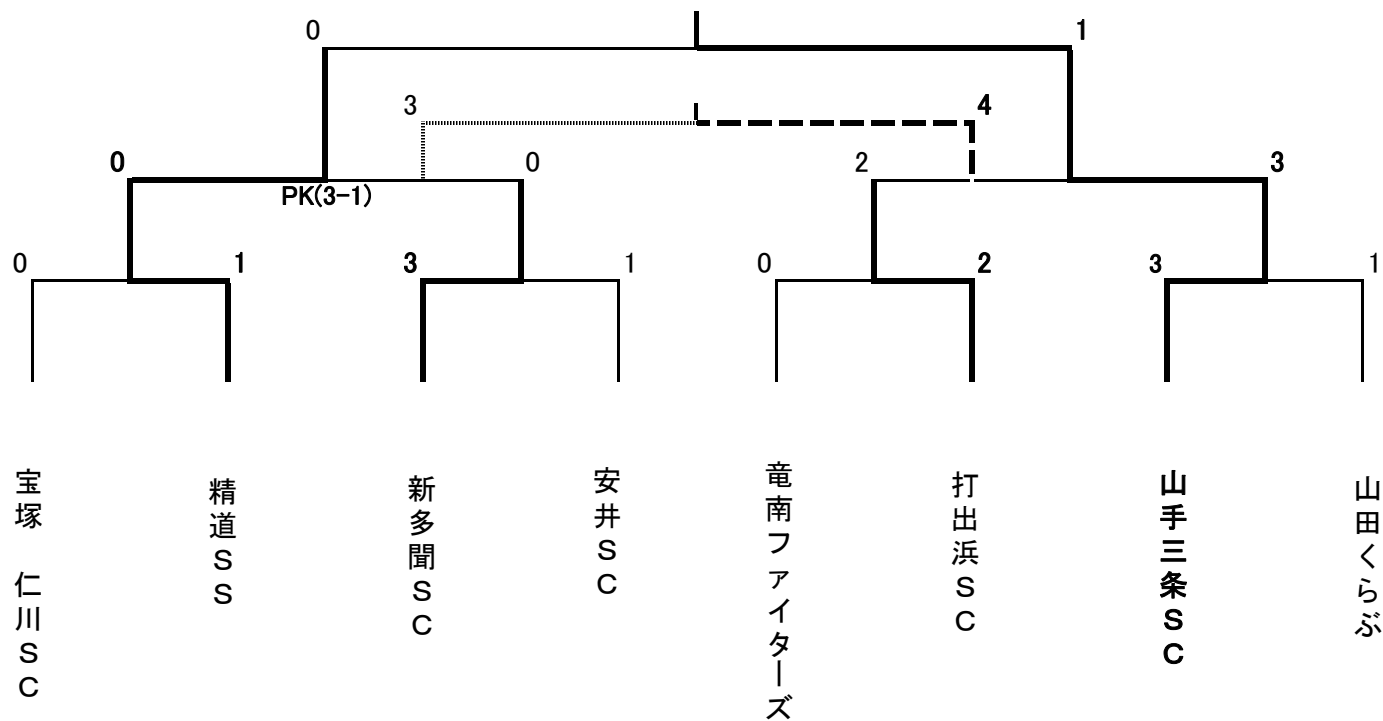 0
1
3
4
0
0
2
3
PK(3-1)
0
1
3
1
0
2
3
1
宝塚 仁川SC
精道SS
新多聞SC
安井SC
竜南ファイターズ
打出浜SC
山手三条SC
山田くらぶ